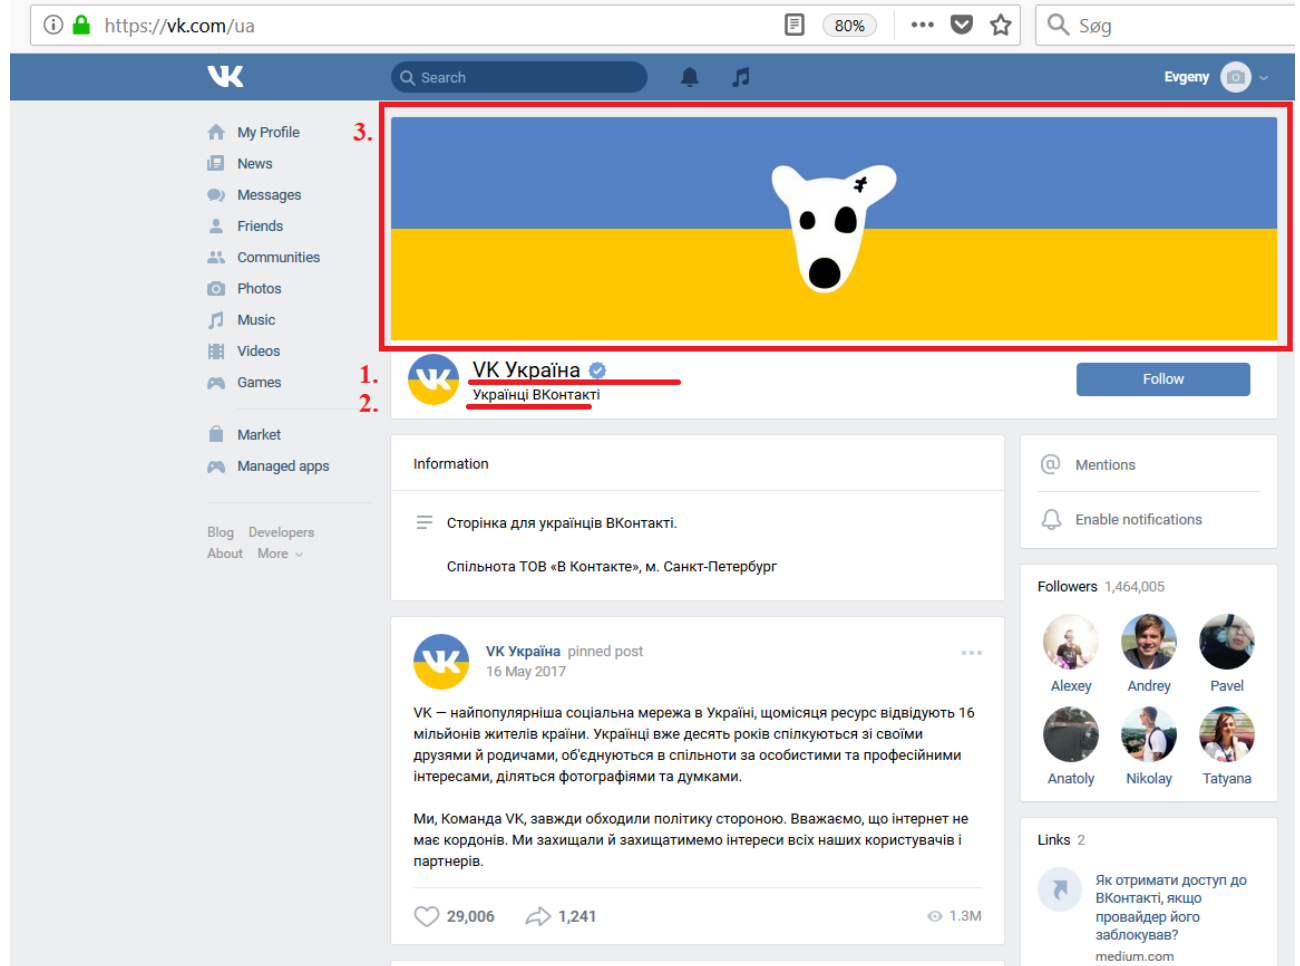 https://vk.com/ua
80%
Søg
VK
Search
Evgeny
3.
My Profile
News
Messages
Friends
Communities
Photos
Music
Videos
Games
Market
Managed apps
Blog Developers
About More
1.
VK Україна
2.
Українці ВКонтакті
Follow
Information
Сторінка для українців ВКонтакті.
Спільнота ТОВ «В Контакте», м. Санкт-Петербург
VK
VK Україна pinned post
16 May 2017
VK — найпопулярніша соціальна мережа в Україні, щомісяця ресурс відвідують 16
мільйонів жителів країни. Українці вже десять років спілкуються зі своїми
друзями й родичами, об'єднуються в спільноти за особистими та професійними
інтересами, діляться фотографіями та думками.
Ми, Команда VK, завжди обходили політику стороною. Вважаємо, що інтернет не
має кордонів. Ми захищали й захищатимемо інтереси всіх наших користувачів і
партнерів.
29,006 1,241 1.3M
Mentions
Enable notifications
Followers 1,464,005
Alexey Andrey Pavel
Anatoly Nikolay Tatyana
Links 2
Як отримати доступ до
ВКонтакті, якщо
провайдер його
заблокував?
medium.com